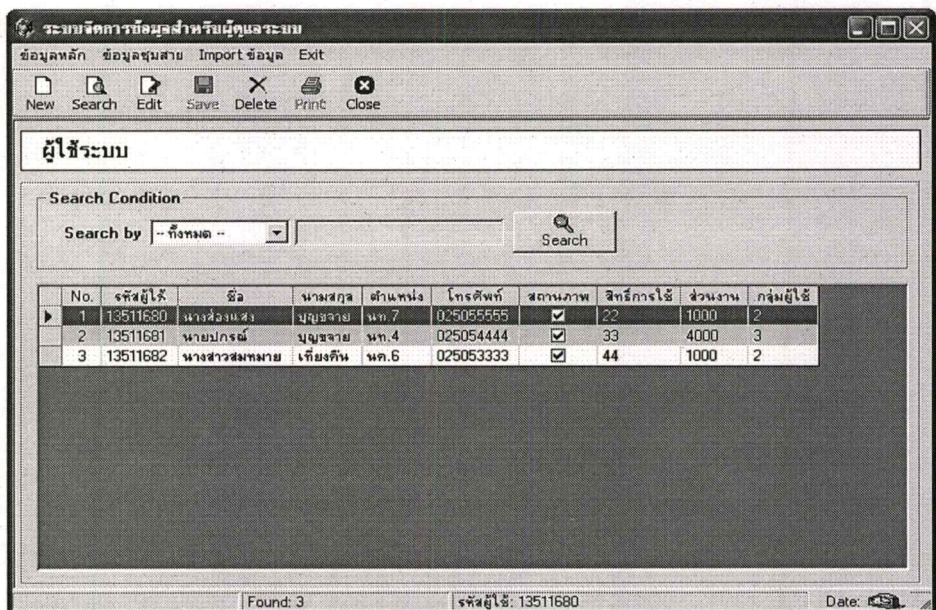 ระบบจัดการข้อมูลสำหรับผู้ดูแลระบบ
ข้อมูลหลัก ข้อมูลชุมสาย Import ข้อมูล Exit
New Search Edit Save Delete Print Close
ผู้ใช้ระบบ
Search Condition
Search by -- ทั้งหมด -- Search
No. รหัสผู้ใช้ ชื่อ นามสกุล ตำแหน่ง โทรศัพท์ สถานภาพ สิทธิ์การใช้ ส่วนงาน กลุ่มผู้ใช้
1 13511680 นางส่องแสง บุญขจาย นท.7 025055555 22 1000 2
2 13511681 นายปกรณ์ บุญขจาย นท.4 025054444 33 4000 3
3 13511682 นางสาวสมหมาย เที่ยงตีน นต.6 025053333 44 1000 2
Found: 3 รหัสผู้ใช้: 13511680 Date: